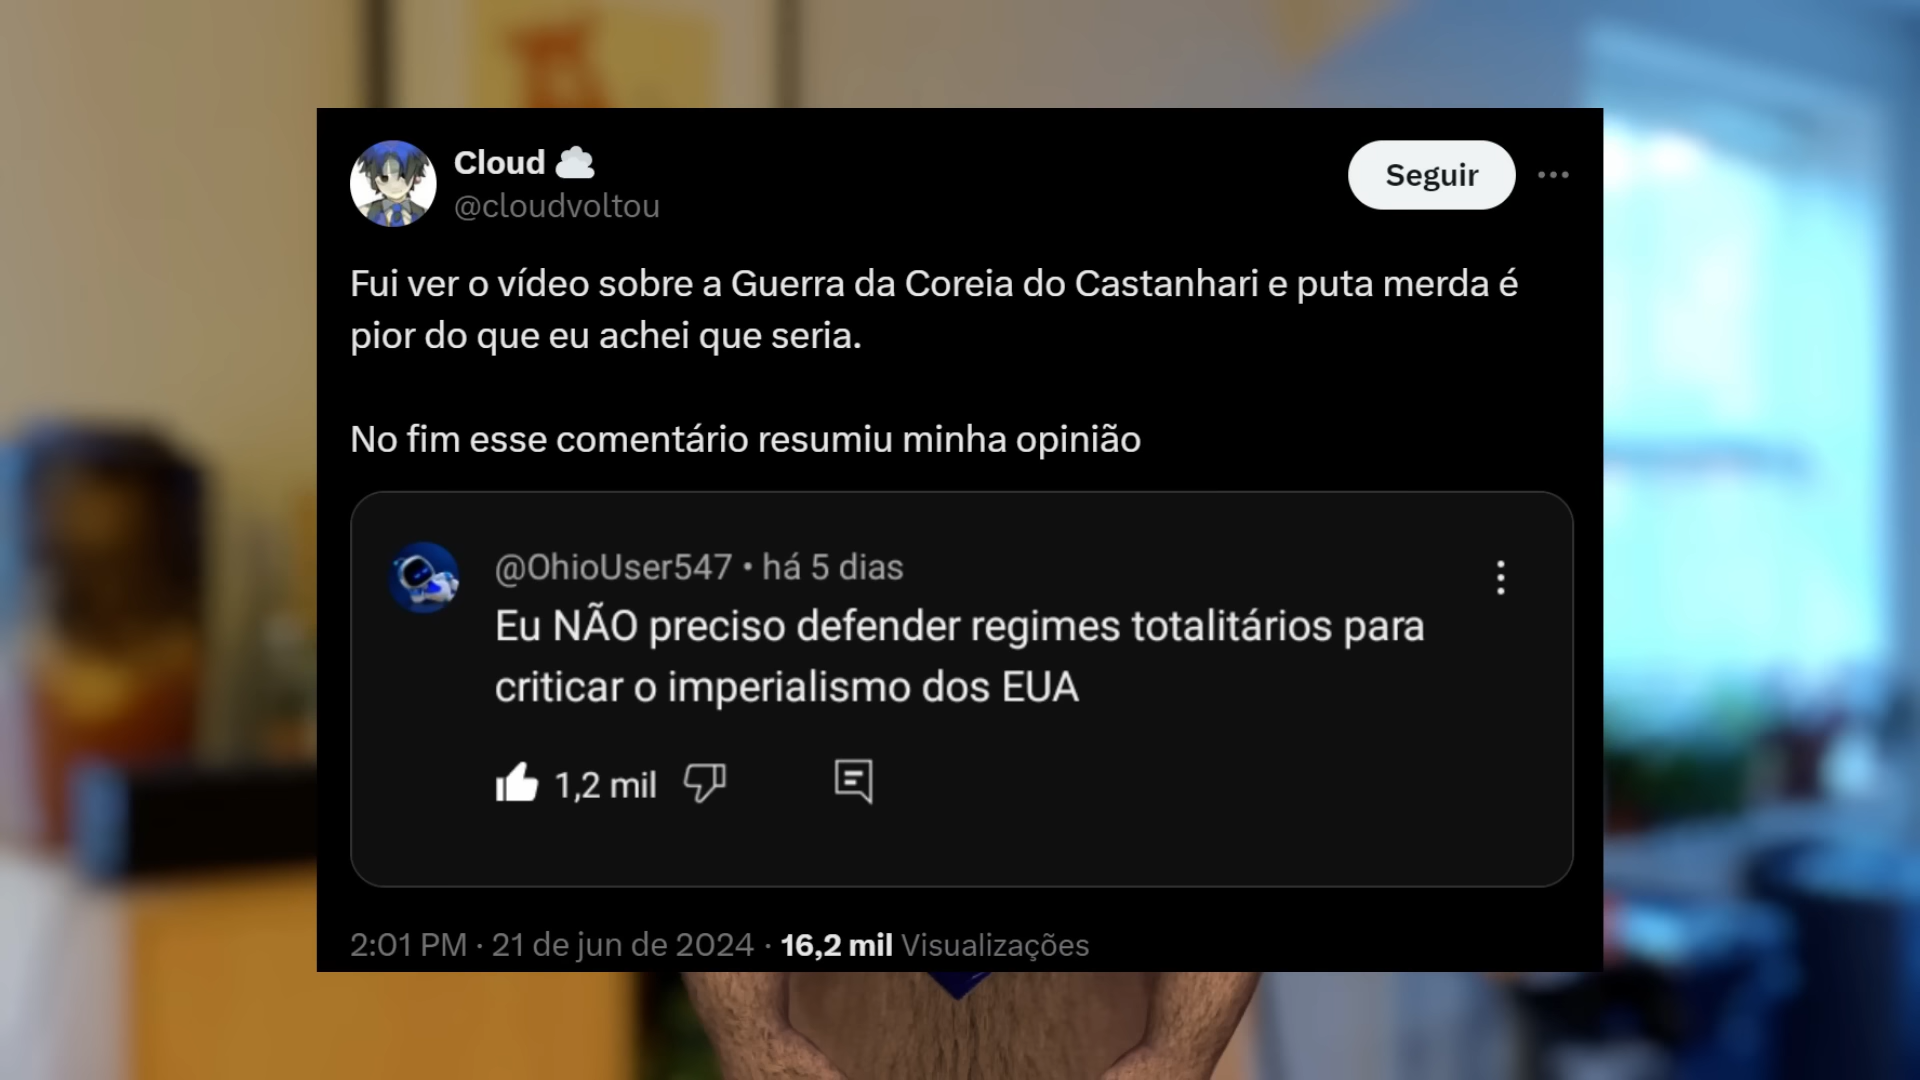 Cloud ☁️
@cloudvoltou
Seguir
Fui ver o vídeo sobre a Guerra da Coreia do Castanhari e puta merda é
pior do que eu achei que seria.
No fim esse comentário resumiu minha opinião
@OhioUser547 • há 5 dias
Eu NÃO preciso defender regimes totalitários para
criticar o imperialismo dos EUA
1,2 mil
2:01 PM · 21 de jun de 2024 · 16,2 mil Visualizações